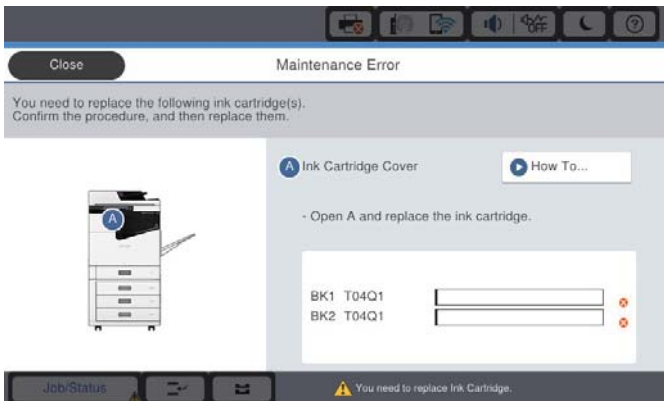 OFF
Close
Maintenance Error
You need to replace the following ink cartridge(s).
Confirm the procedure, and then replace them.
A Ink Cartridge Cover
How To...
A
- Open A and replace the ink cartridge.
BK1 T04Q1
BK2 T04Q1
Job/Status
You need to replace Ink Cartridge.